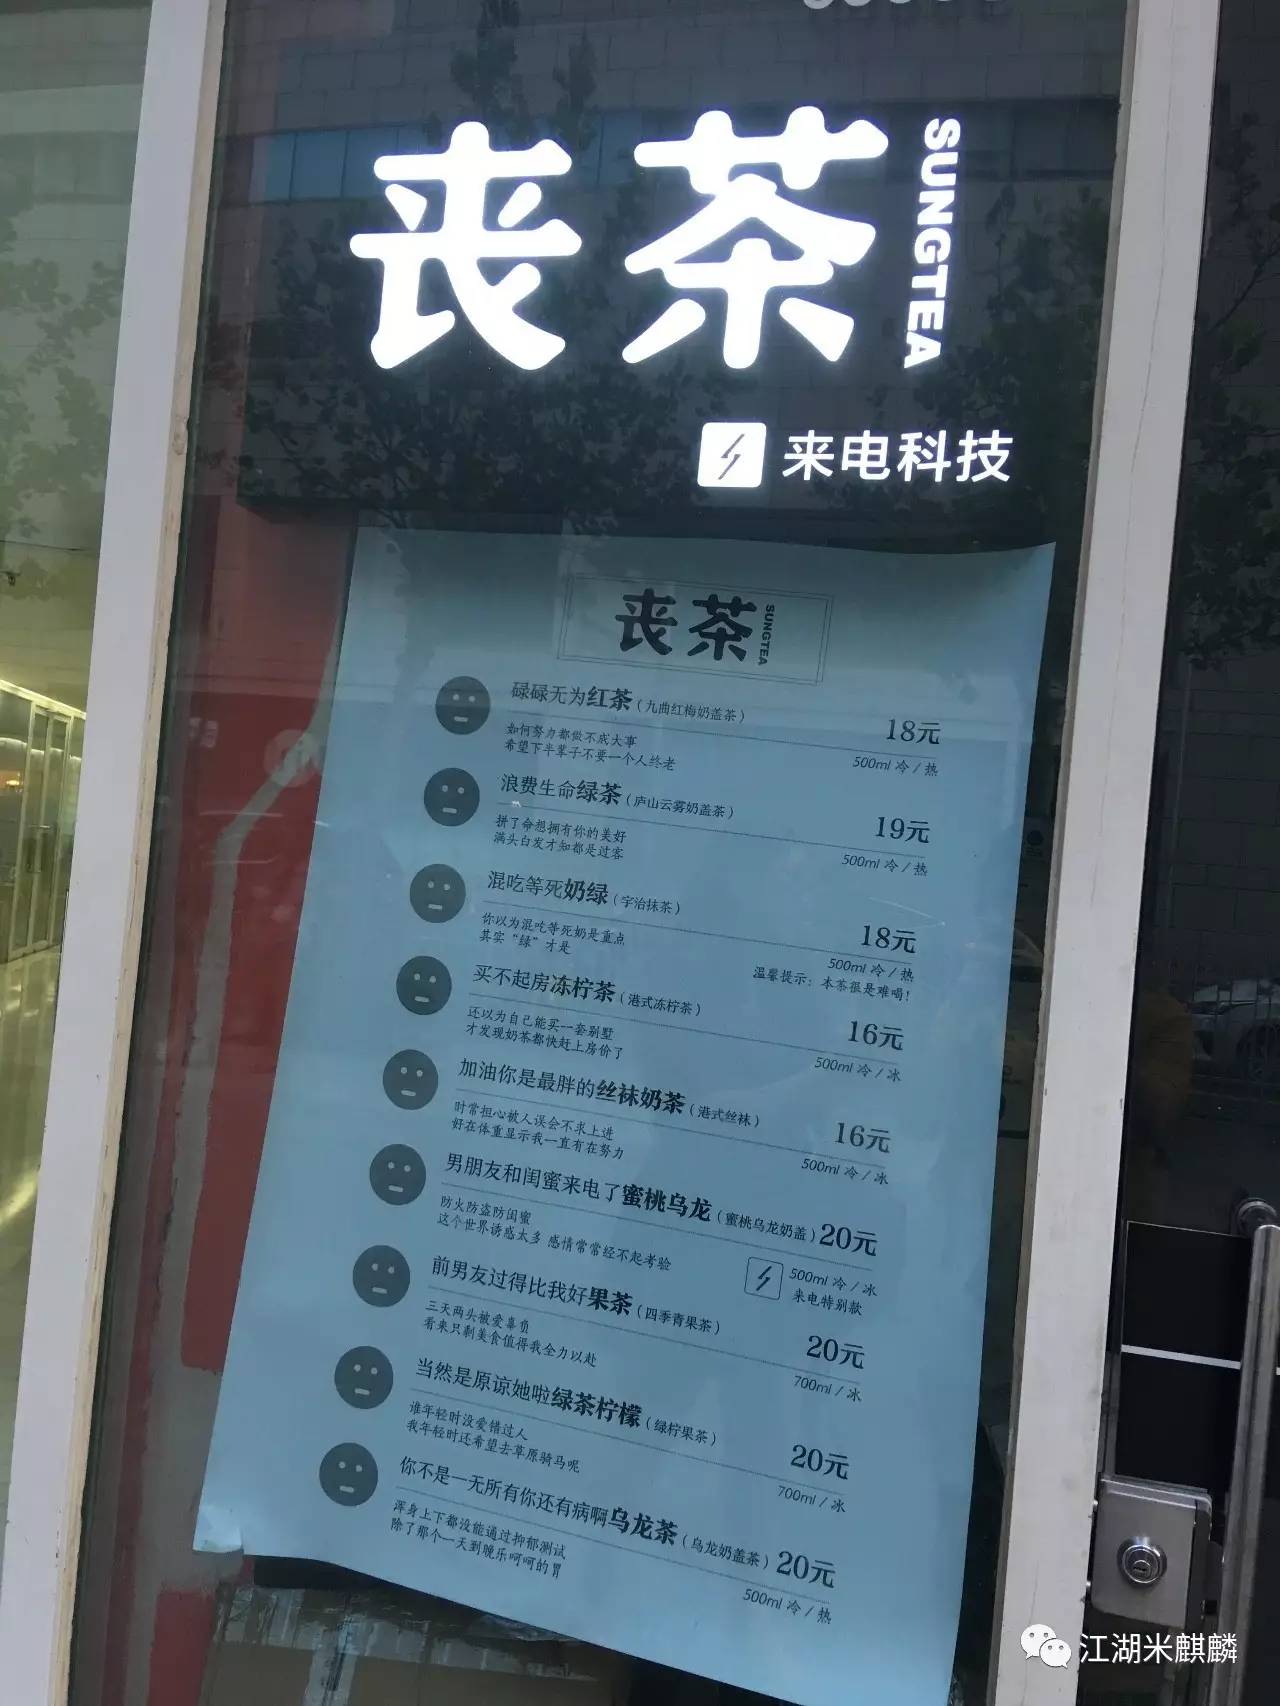 丧茶
SUNGTEA
来电科技
丧茶
SUNGTEA
碌碌无为红茶（九曲红梅奶盖茶） 18元
如何努力都做不成大事 500ml 冷/热
希望下半辈子不要一个人终老
浪费生命绿茶（庐山云雾奶盖茶） 19元
拼了命想拥有你的美好 500ml 冷/热
满头白发才知都是过客
混吃等死奶绿（宇治抹茶） 18元
你以为混吃等死奶是重点 500ml 冷/热
其实“绿”才是 温馨提示：本茶很是难喝！
买不起房冻柠茶（港式冻柠茶） 16元
还以为自己能买一套别墅 500ml 冷/冰
才发现奶茶都快赶上房价了
加油你是最胖的丝袜奶茶（港式丝袜） 16元
时常担心被人误会不求上进 500ml 冷/冰
好在体重显示我一直有在努力
男朋友和闺蜜来电了蜜桃乌龙（蜜桃乌龙奶盖）20元
防火防盗防闺蜜 500ml 冷/冰
这个世界诱惑太多 感情常常经不起考验 来电特别款
前男友过得比我好果茶（四季青果茶） 20元
三天两头被爱辜负 700ml/冰
看来只剩美食值得我全力以赴
当然是原谅她啦绿茶柠檬（绿柠果茶） 20元
谁年轻时没爱错过人 700ml/冰
我年轻时还希望去草原骑马呢
你不是一无所有你还有病啊乌龙茶（乌龙奶盖茶）20元
浑身上下都没能通过抑郁测试 500ml 冷/热
除了那个一天到晚乐呵呵的胃
江湖米麒麟